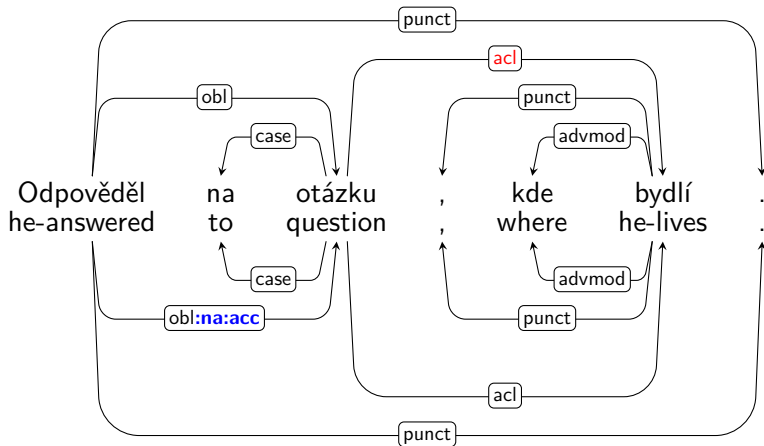 punct
acl
obl punct
case advmod
Odpověděl na otázku , kde bydlí .
he-answered to question , where he-lives .
case advmod
obl:na:acc punct
acl
punct